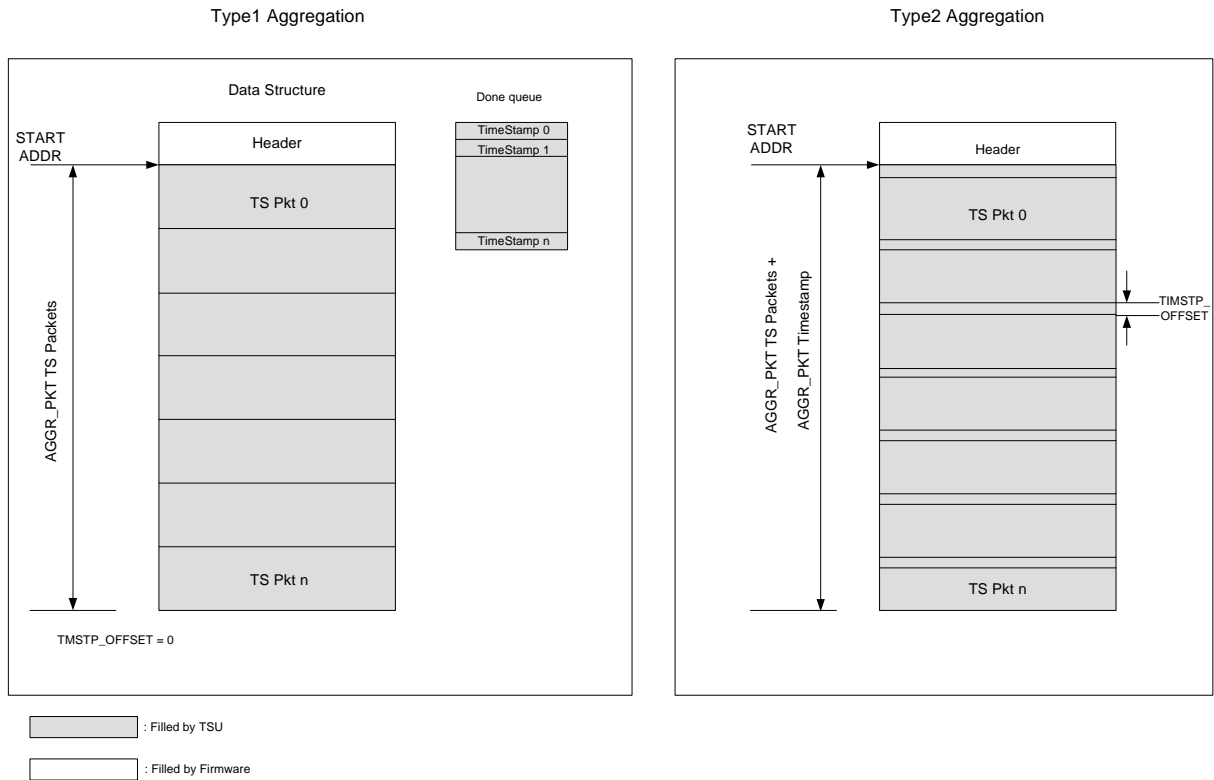 Type1 Aggregation
Data Structure
Done queue
START
ADDR
Header
TimeStamp 0
TimeStamp 1
TimeStamp n
TS Pkt 0
AGGR_PKT TS Packets
TS Pkt n
TMSTP_OFFSET = 0
Type2 Aggregation
START
ADDR
Header
TS Pkt 0
AGGR_PKT TS Packets +
AGGR_PKT Timestamp
TIMSTP_
OFFSET
TS Pkt n
: Filled by TSU
: Filled by Firmware